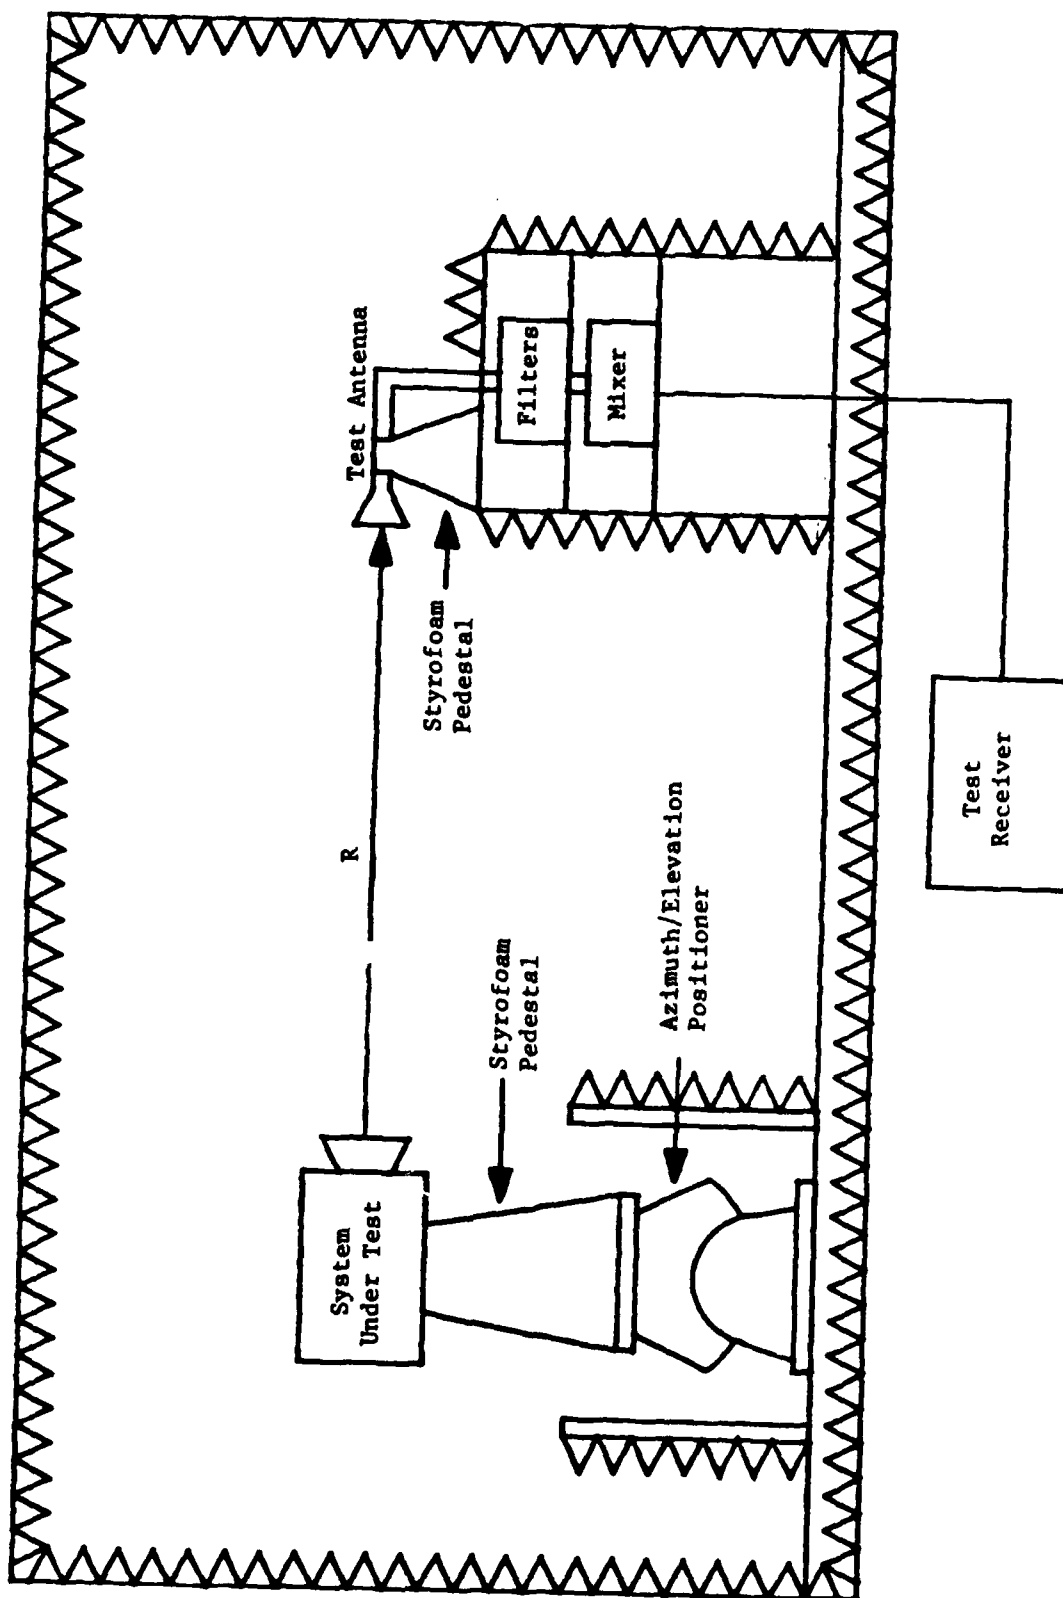 Test Antenna
R
Styrofoam
Pedestal
Filters
Mixer
System
Under Test
Styrofoam
Pedestal
Azimuth/Elevation
Positioner
Test
Receiver